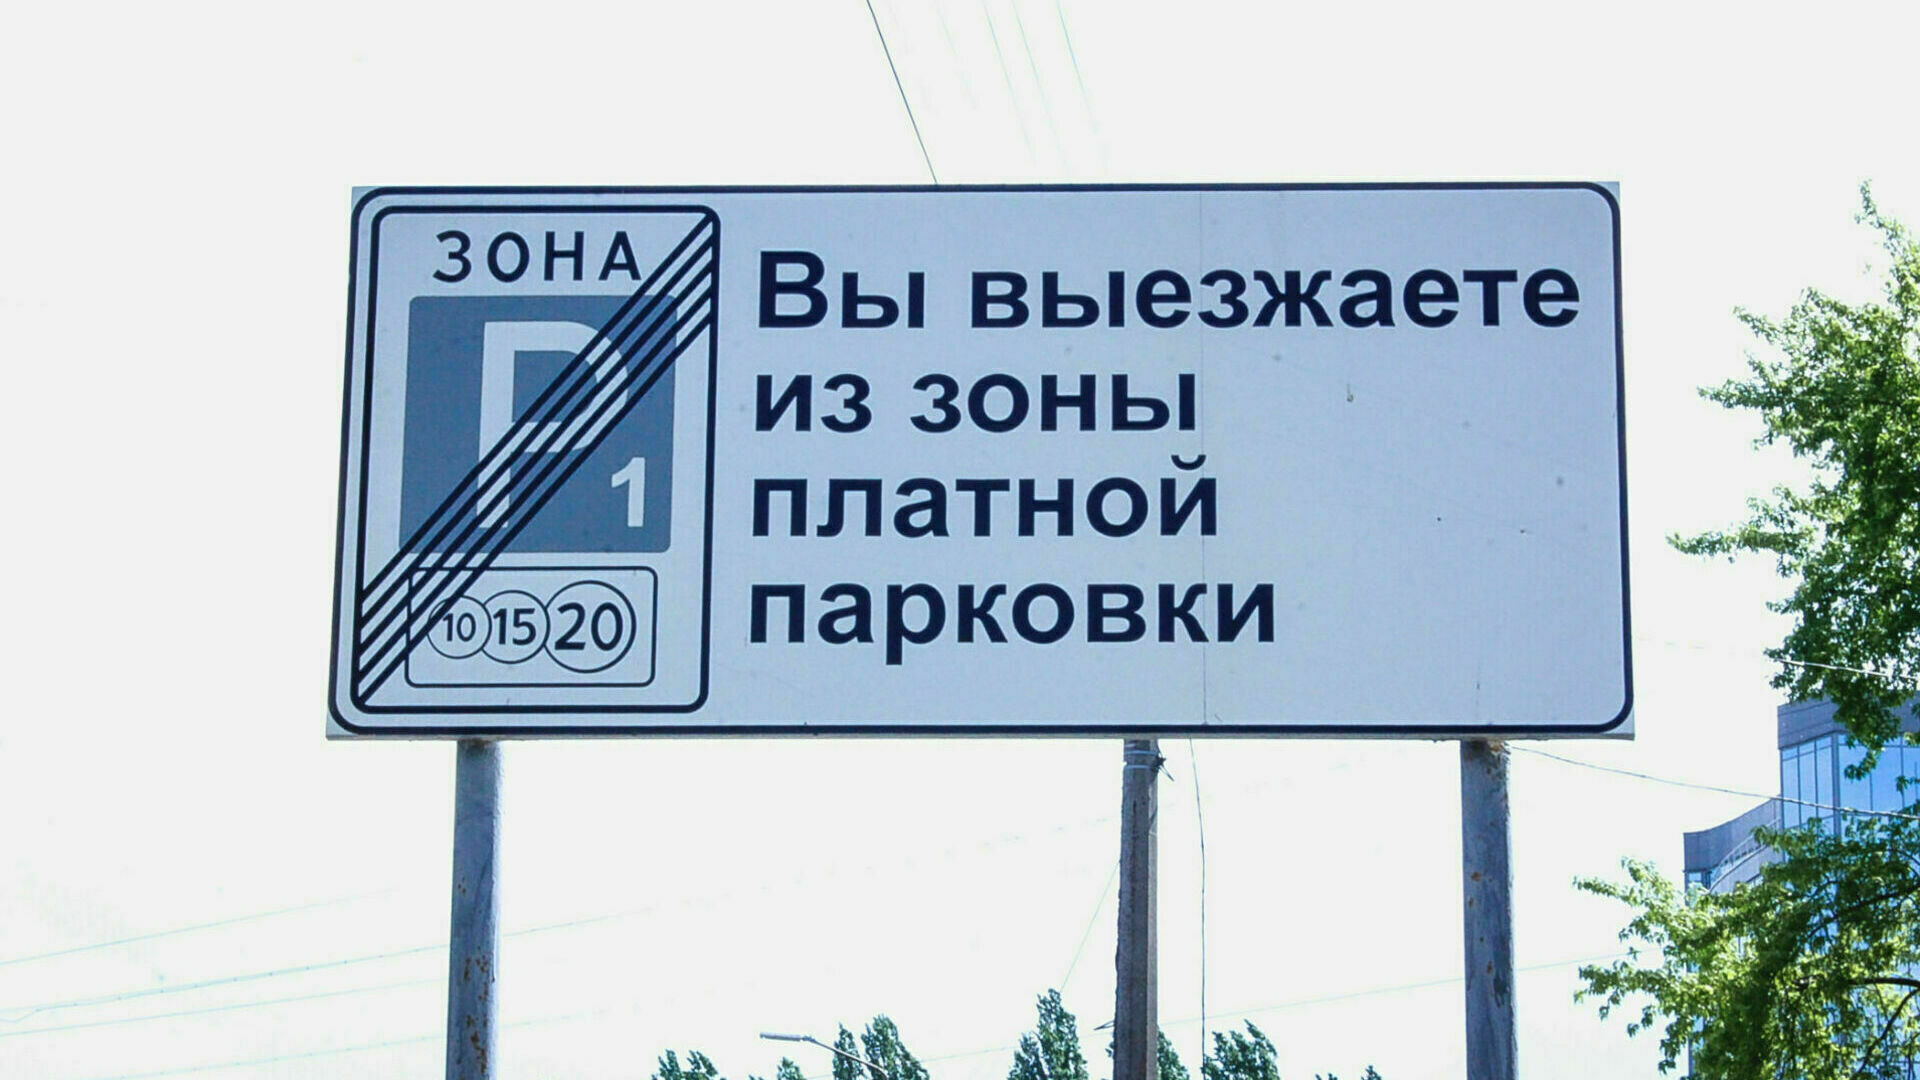 ЗОНА
P
1
10 15 20
Вы выезжаете
из зоны
платной
парковки